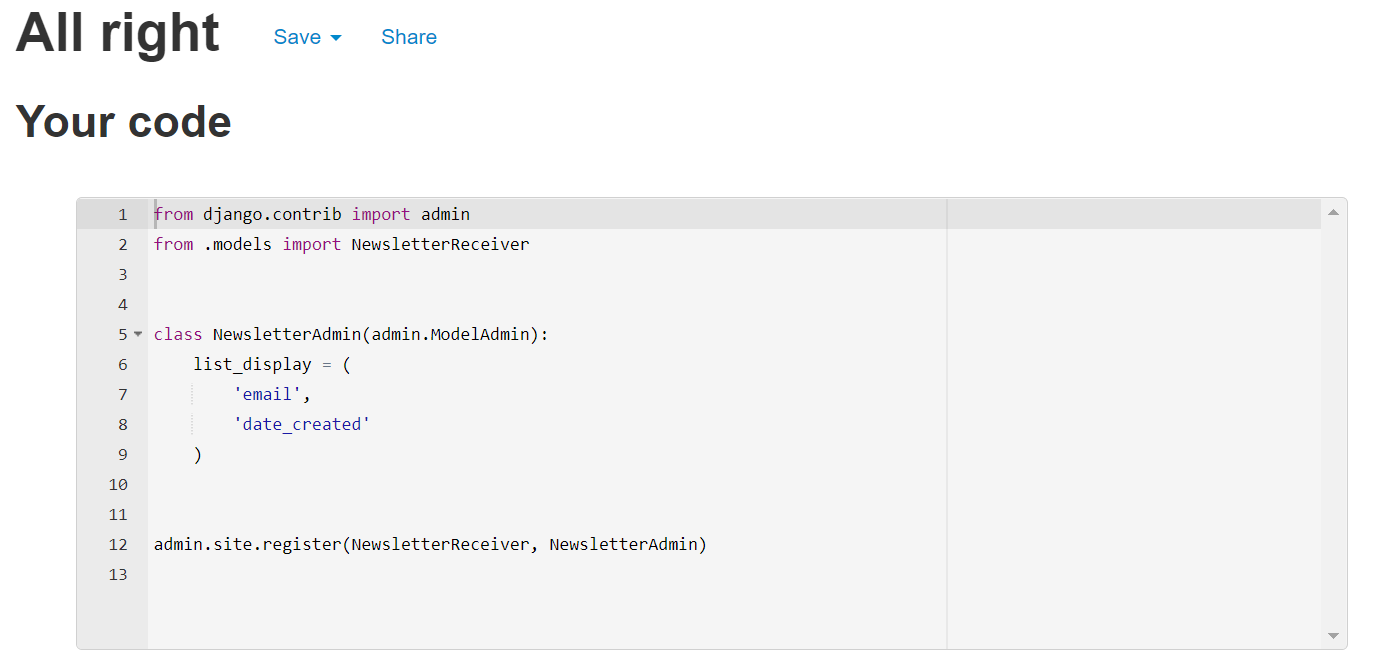 All right Save Share
Your code
1 from django.contrib import admin
2 from .models import NewsletterReceiver
3
4
5 class NewsletterAdmin(admin.ModelAdmin):
6     list_display = (
7         'email',
8         'date_created'
9     )
10
11
12 admin.site.register(NewsletterReceiver, NewsletterAdmin)
13